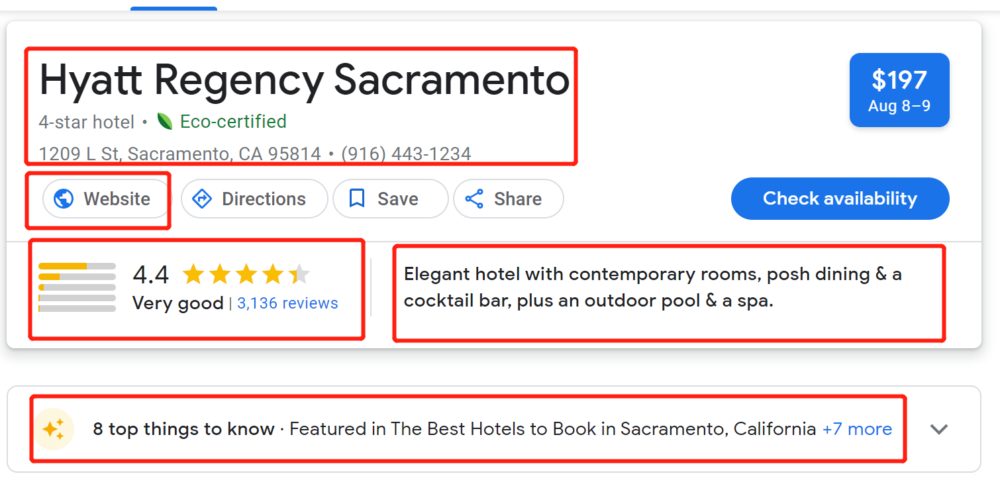 Hyatt Regency Sacramento
4-star hotel • Eco-certified
1209 L St, Sacramento, CA 95814 • (916) 443-1234
$197
Aug 8–9
Website
Directions
Save
Share
Check availability
4.4
Very good | 3,136 reviews
Elegant hotel with contemporary rooms, posh dining & a
cocktail bar, plus an outdoor pool & a spa.
8 top things to know · Featured in The Best Hotels to Book in Sacramento, California +7 more